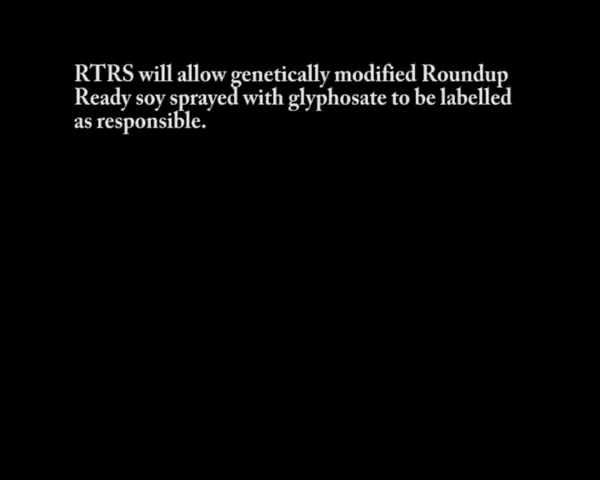 RTRS will allow genetically modified Roundup
Ready soy sprayed with glyphosate to be labelled
as responsible.